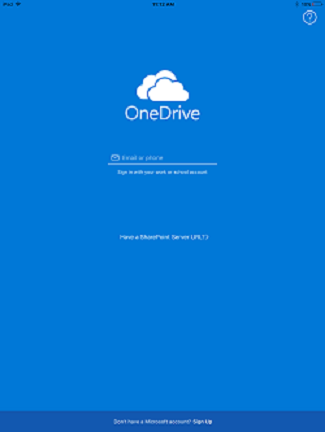 iPad
OneDrive
Email or phone
Sign in with your work or school account
Have a SharePoint Server URL?
Don't have a Microsoft account? Sign Up